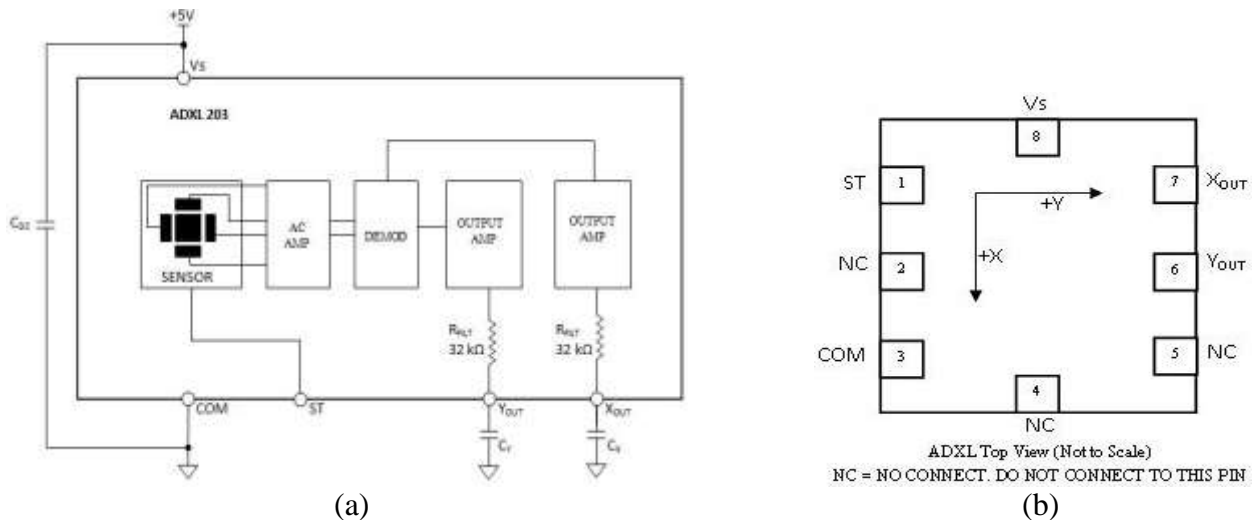 +5V
Vs
ADXL 203
SENSOR
AC
AMP
DEMOD
OUTPUT
AMP
OUTPUT
AMP
R
32 kΩ
R
32 kΩ
COM
ST
YOUT
XOUT
CY
CX
(a)
Vs
8
ST
1
7
XOUT
+Y
NC
2
+X
6
YOUT
COM
3
5
NC
4
NC
ADXL Top View (Not to Scale)
NC = NO CONNECT. DO NOT CONNECT TO THIS PIN
(b)